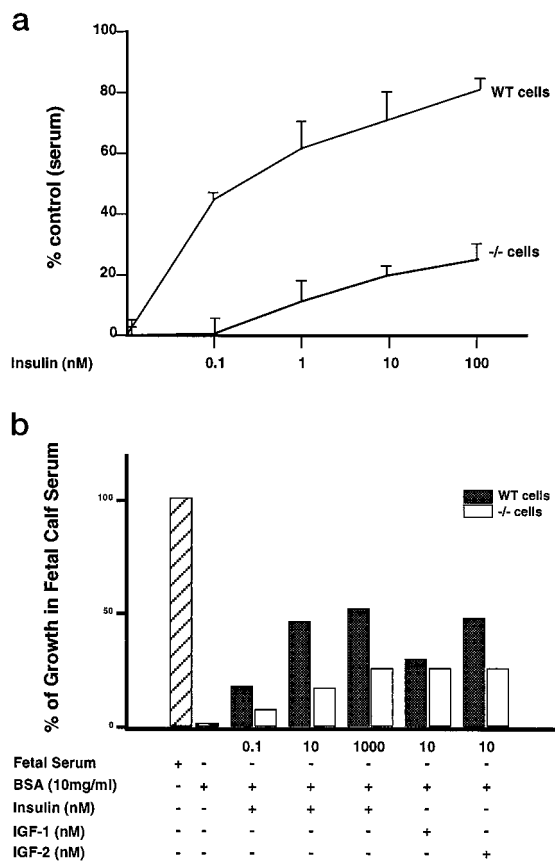 a
% control (serum)
100
80
60
40
20
0
WT cells
-/- cells
Insulin (nM)
0.1 1 10 100
b
% of Growth in Fetal Calf Serum
100
50
0
WT cells
-/- cells
0.1 10 1000 10 10
Fetal Serum + - - - - - -
BSA (10mg/ml) - + + + + + +
Insulin (nM) - - + + + - -
IGF-1 (nM) - - - - - + -
IGF-2 (nM) - - - - - - +